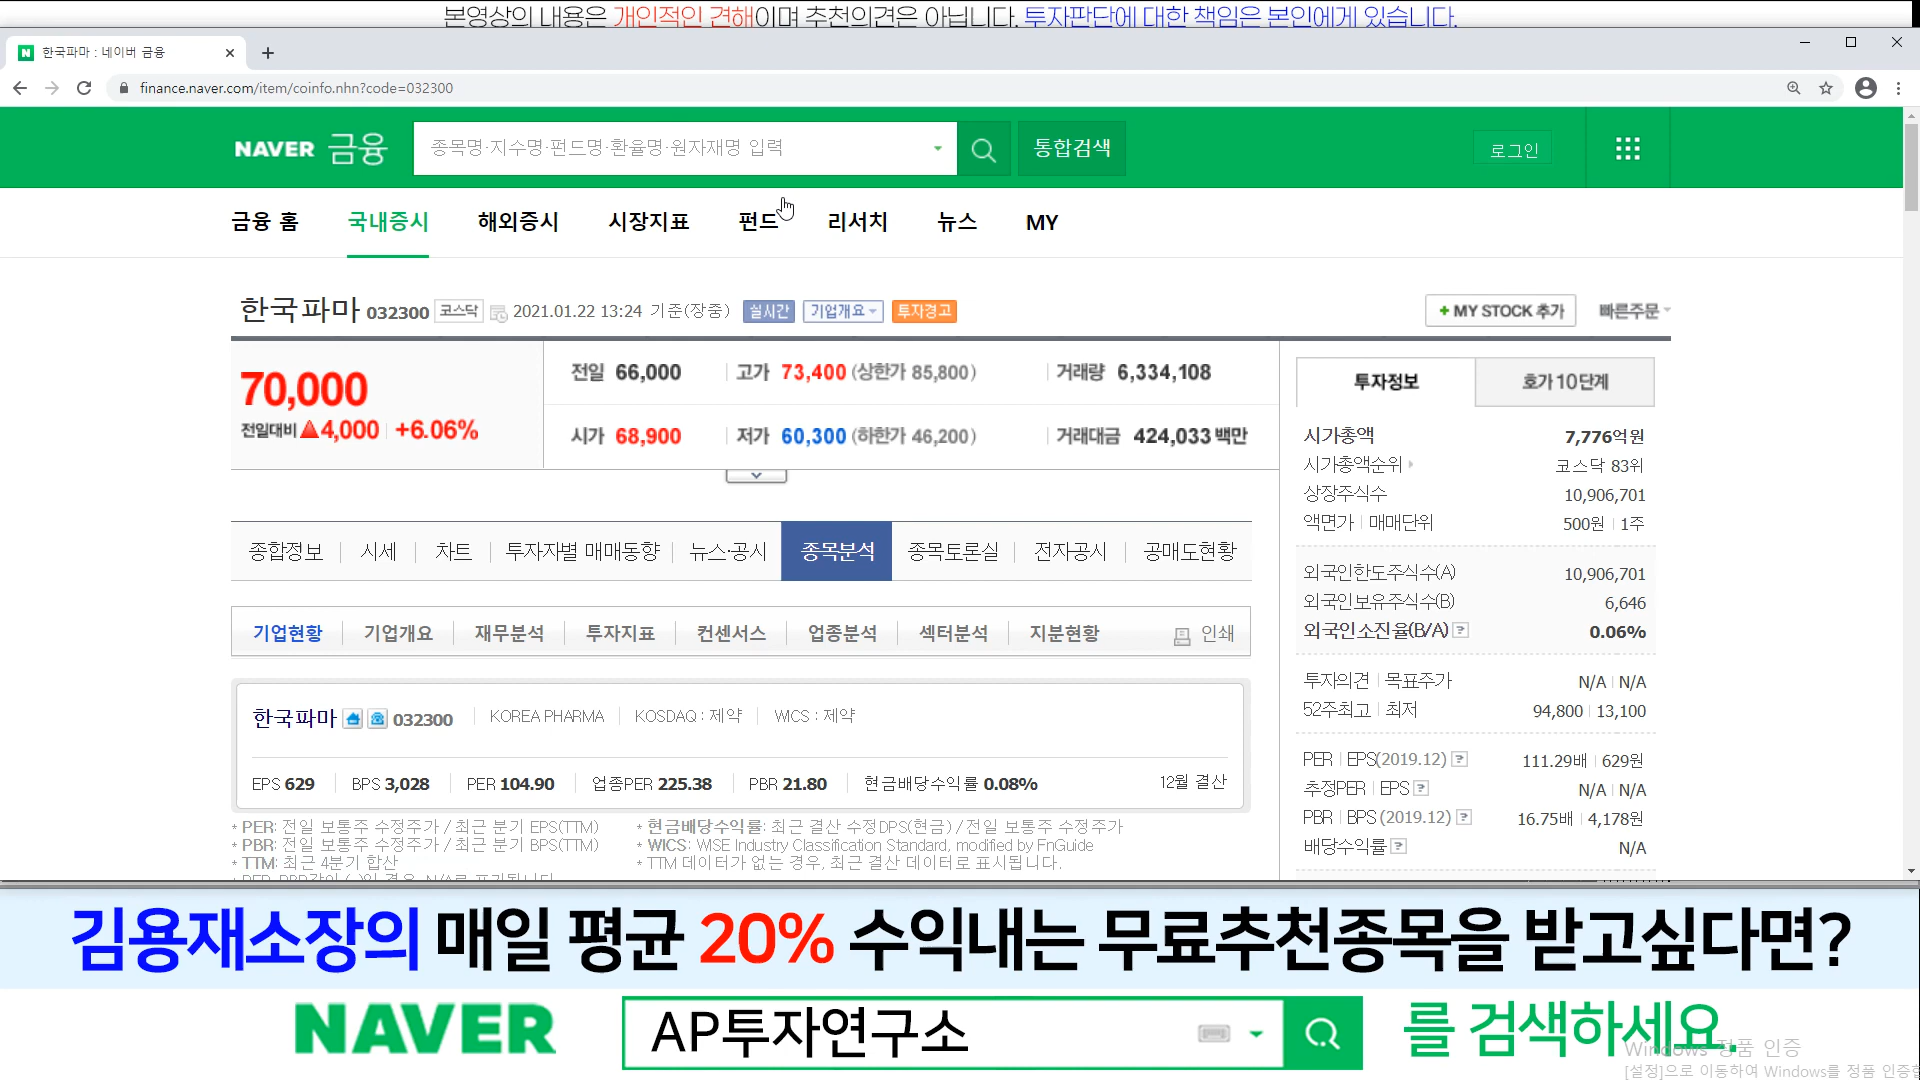 본영상의 내용은 개인적인 견해이며 추천의견은 아닙니다. 투자판단에 대한 책임은 본인에게 있습니다.
한국파마 : 네이버 금융
finance.naver.com/item/coinfo.nhn?code=032300
NAVER 금융
종목명·지수명·펀드명·환율명·원자재명 입력
통합검색
로그인
금융 홈 국내증시 해외증시 시장지표 펀드 리서치 뉴스 MY
한국파마 032300 코스닥 2021.01.22 13:24 기준(장중) 실시간 기업개요 투자경고
+ MY STOCK 추가 빠른주문
70,000
전일대비 ▲4,000 +6.06%
전일 66,000 고가 73,400 (상한가 85,800) 거래량 6,334,108
시가 68,900 저가 60,300 (하한가 46,200) 거래대금 424,033 백만
종합정보 시세 차트 투자자별 매매동향 뉴스·공시 종목분석 종목토론실 전자공시 공매도현황
기업현황 기업개요 재무분석 투자지표 컨센서스 업종분석 섹터분석 지분현황 인쇄
한국파마 032300 KOREA PHARMA KOSDAQ : 제약 WICS : 제약
EPS 629 BPS 3,028 PER 104.90 업종PER 225.38 PBR 21.80 현금배당수익률 0.08% 12월 결산
* PER: 전일 보통주 수정주가 / 최근 분기 EPS(TTM)
* PBR: 전일 보통주 수정주가 / 최근 분기 BPS(TTM)
* TTM: 최근 4분기 합산
* 현금배당수익률: 최근 결산 수정DPS(현금) / 전일 보통주 수정주가
* WICS: WISE Industry Classification Standard, modified by FnGuide
* TTM 데이터가 없는 경우, 최근 결산 데이터로 표시됩니다.
투자정보 호가 10단계
시가총액 7,776억원
시가총액순위 코스닥 83위
상장주식수 10,906,701
액면가 | 매매단위 500원 | 1주
외국인한도주식수(A) 10,906,701
외국인보유주식수(B) 6,646
외국인소진율(B/A) ? 0.06%
투자의견 | 목표주가 N/A | N/A
52주최고 | 최저 94,800 | 13,100
PER | EPS(2019.12) ? 111.29배 | 629원
추정PER | EPS ? N/A | N/A
PBR | BPS (2019.12) ? 16.75배 | 4,178원
배당수익률 ? N/A
김용재소장의 매일 평균 20% 수익내는 무료추천종목을 받고싶다면?
NAVER AP투자연구소 를 검색하세요.
Windows 정품 인증
[설정]으로 이동하여 Windows를 정품 인증